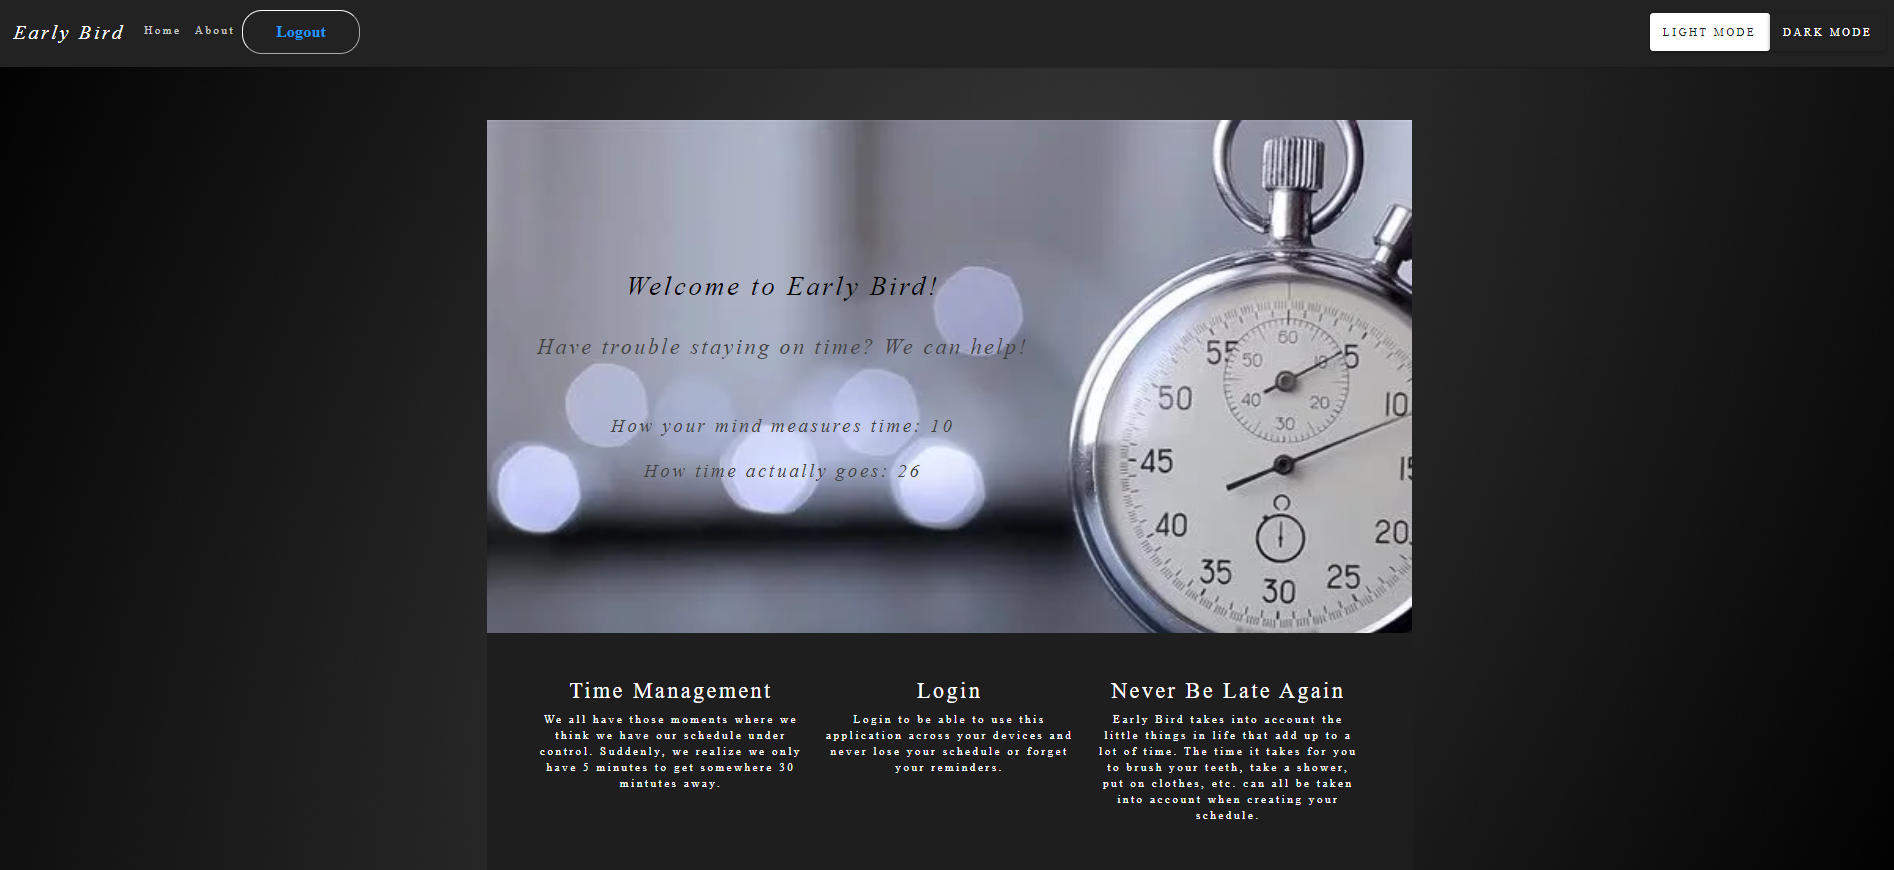 Early Bird Home About Logout LIGHT MODE DARK MODE
Welcome to Early Bird!
Have trouble staying on time? We can help!
How your mind measures time: 10
How time actually goes: 26
60
55 50 10 5
50 40 20 10
30
45 15
40 20
35 25
30
Time Management
We all have those moments where we
think we have our schedule under
control. Suddenly, we realize we only
have 5 minutes to get somewhere 30
mintutes away.
Login
Login to be able to use this
application across your devices and
never lose your schedule or forget
your reminders.
Never Be Late Again
Early Bird takes into account the
little things in life that add up to a
lot of time. The time it takes for you
to brush your teeth, take a shower,
put on clothes, etc. can all be taken
into account when creating your
schedule.